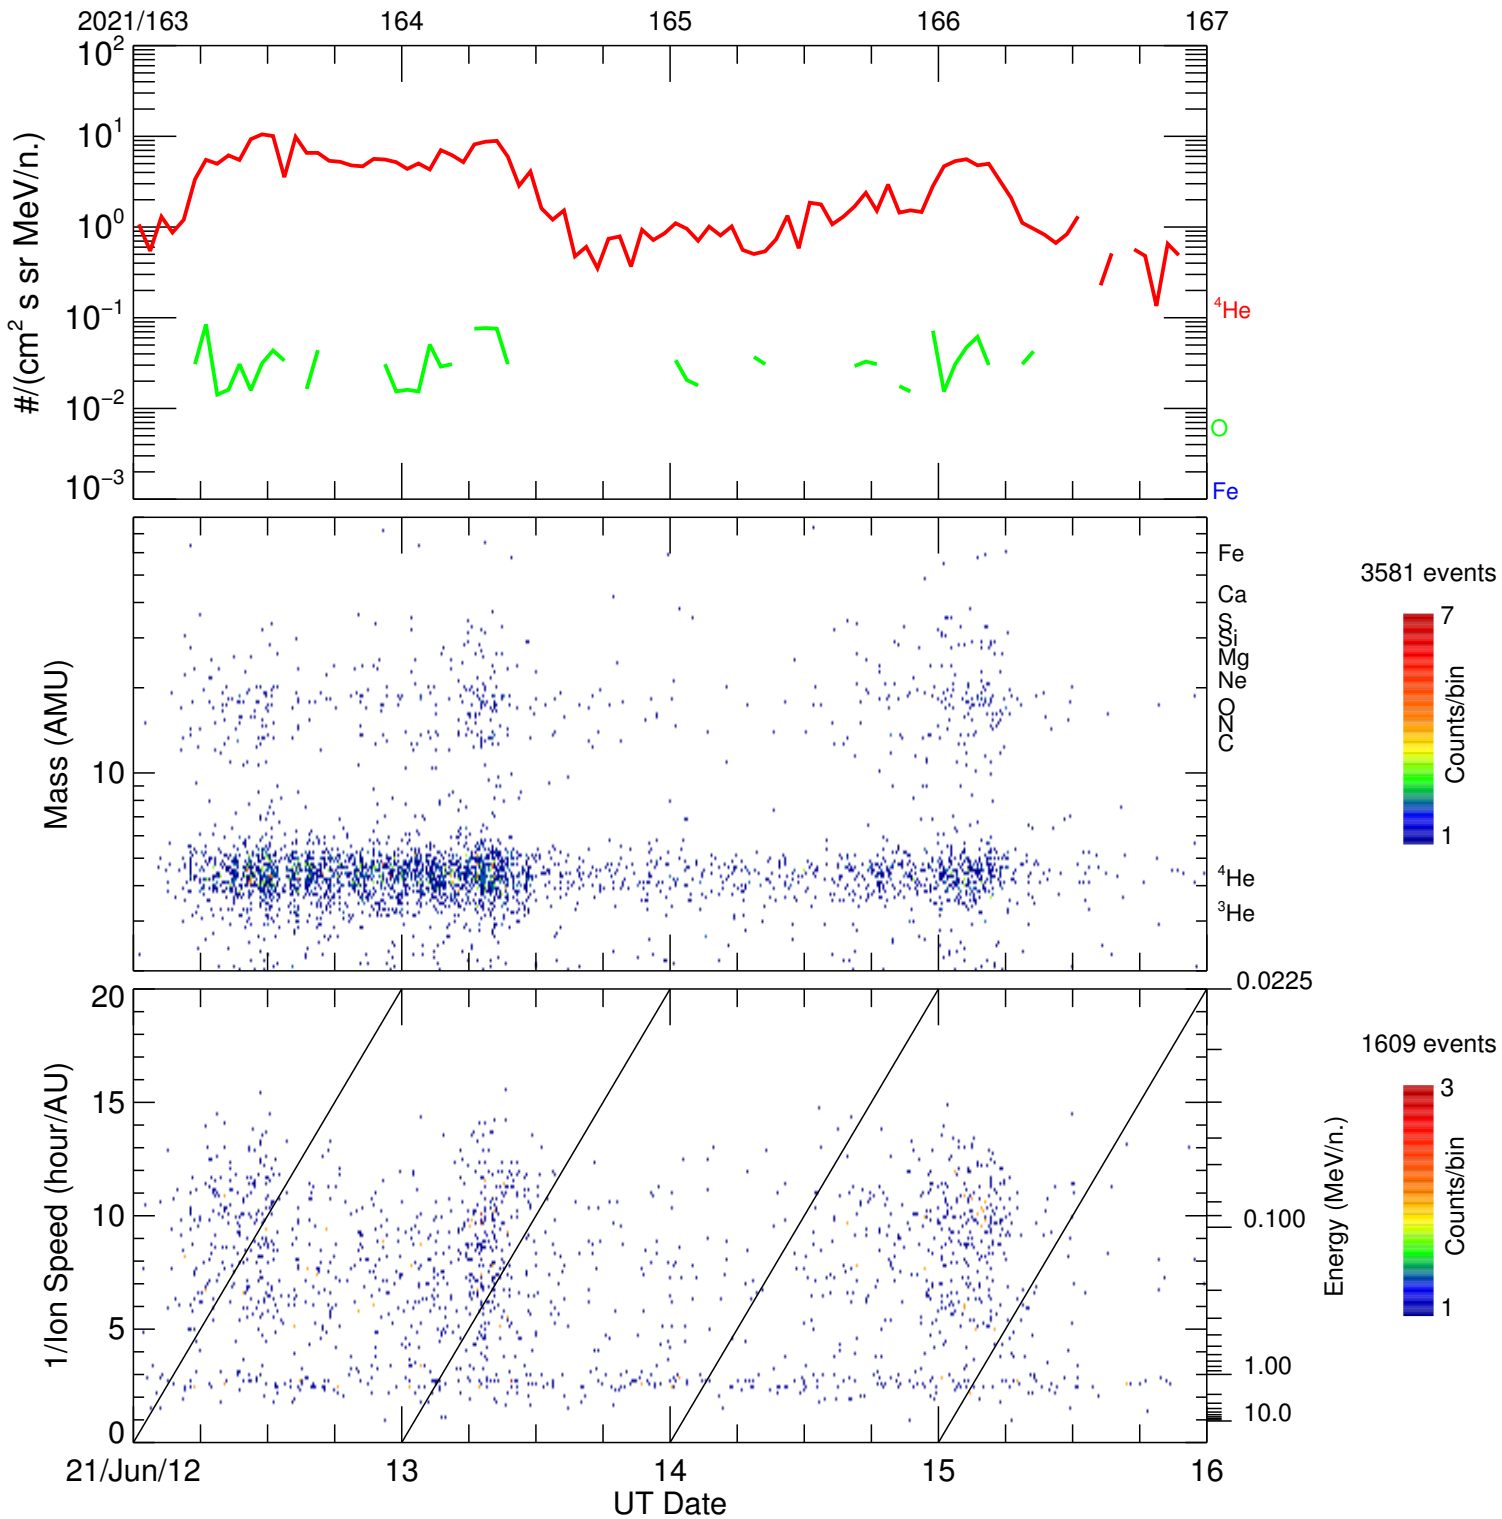 2021/163 164 165 166 167
#/(cm² s sr MeV/n.)
10²
10¹
10⁰
10⁻¹
10⁻²
10⁻³
⁴He
O
Fe
Mass (AMU)
10
Fe
Ca
S
Si
Mg
Ne
O
N
C
⁴He
³He
3581 events
7
Counts/bin
1
1/Ion Speed (hour/AU)
20
15
10
5
0
0.0225
0.100
1.00
10.0
Energy (MeV/n.)
1609 events
3
Counts/bin
1
21/Jun/12 13 14 15 16
UT Date